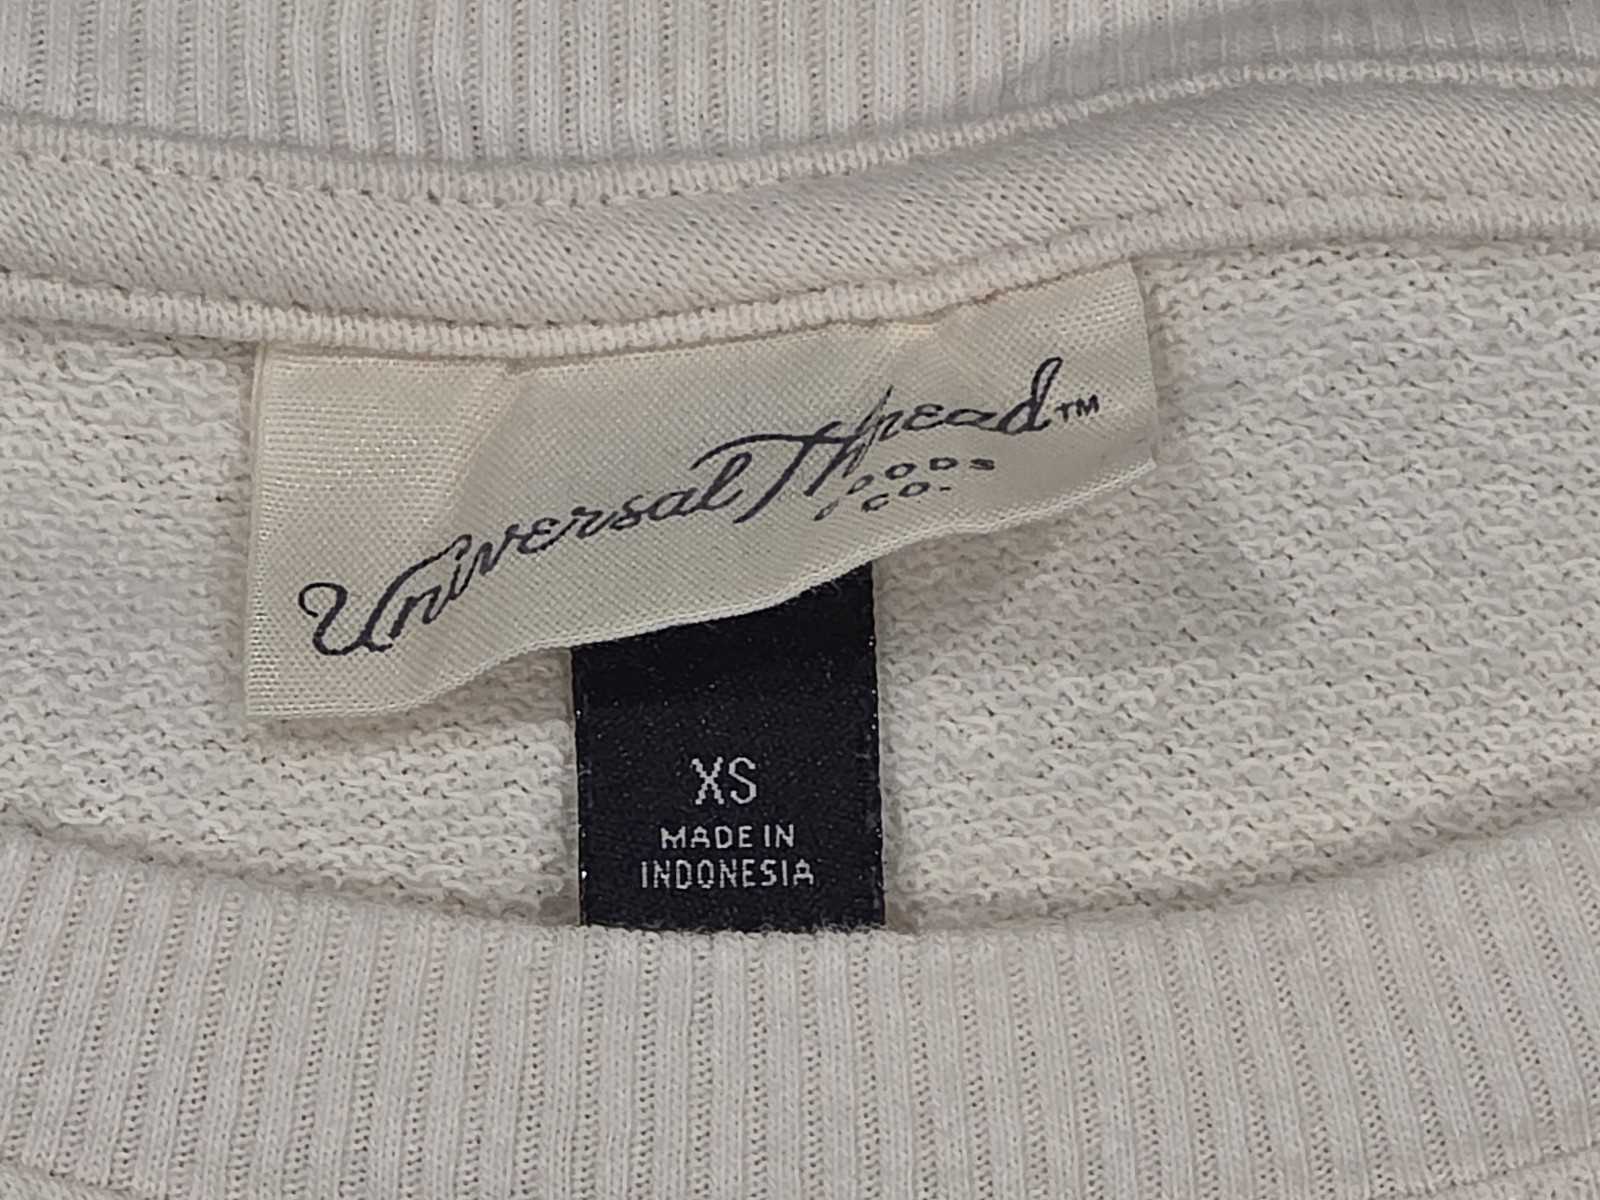 Universal Thread™
GOODS
CO.
XS
MADE IN
INDONESIA